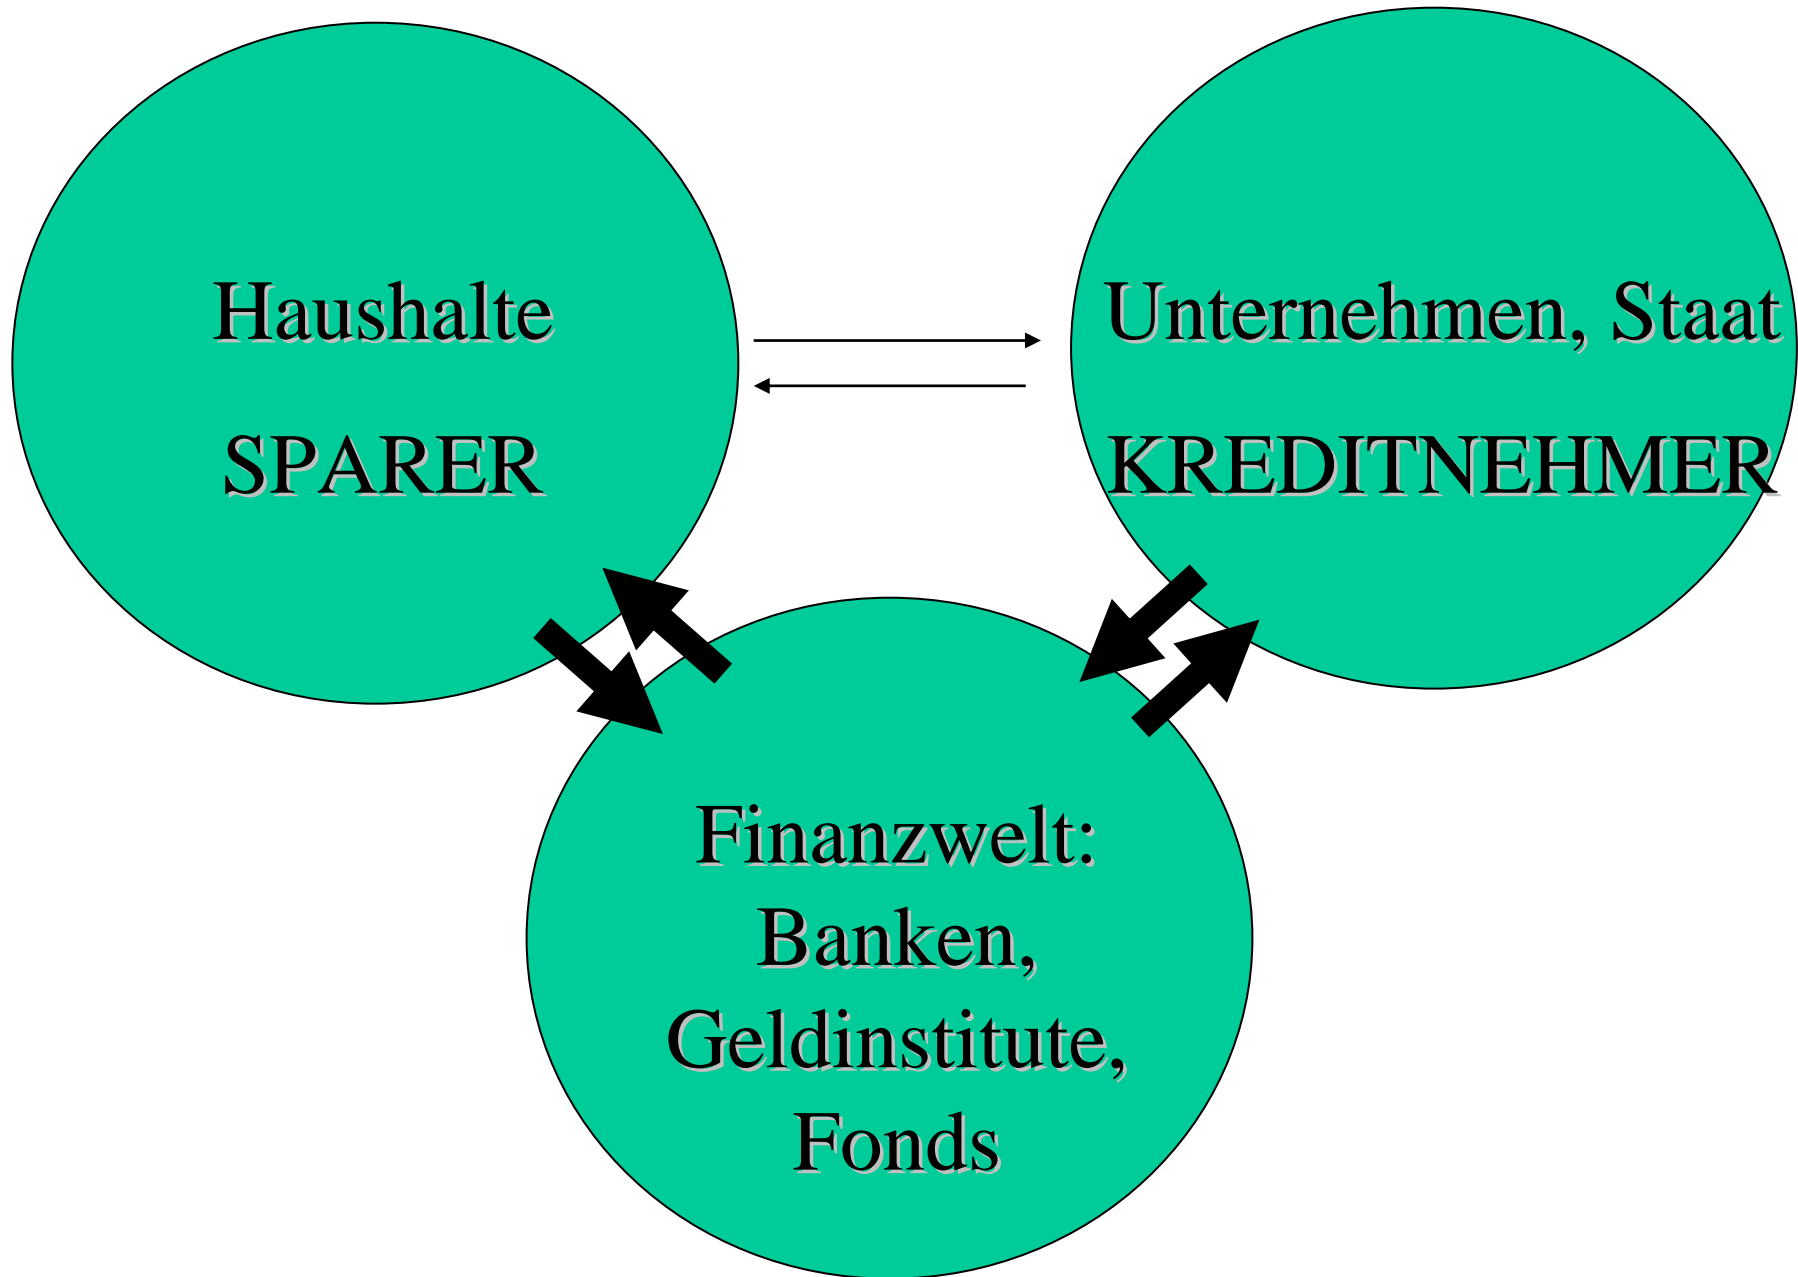 Haushalte
SPARER
Unternehmen, Staat
KREDITNEHMER
Finanzwelt:
Banken,
Geldinstitute,
Fonds